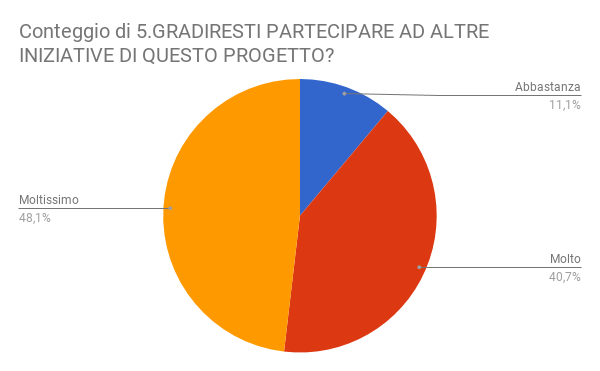 Conteggio di 5.GRADIRESTI PARTECIPARE AD ALTRE
INIZIATIVE DI QUESTO PROGETTO?
Abbastanza
11,1%
Moltissimo
48,1%
Molto
40,7%